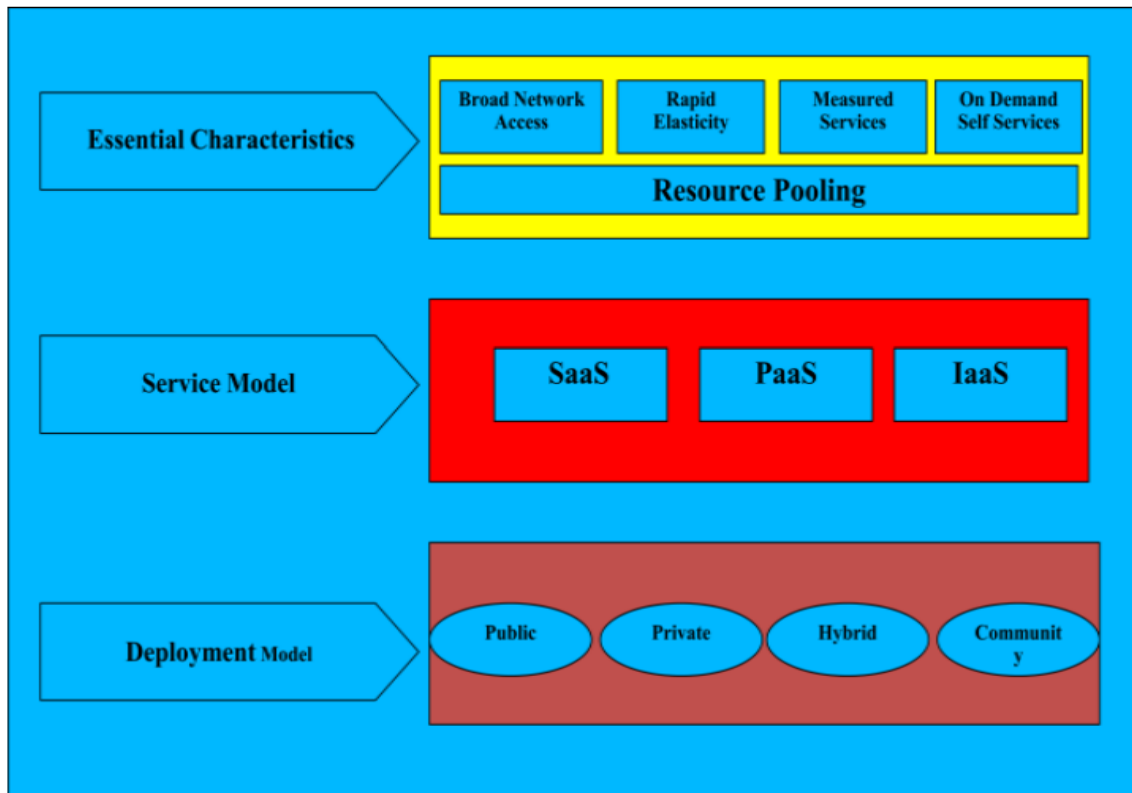 Essential Characteristics
Broad Network
Access
Rapid
Elasticity
Measured
Services
On Demand
Self Services
Resource Pooling
Service Model
SaaS
PaaS
IaaS
Deployment Model
Public
Private
Hybrid
Communit
y